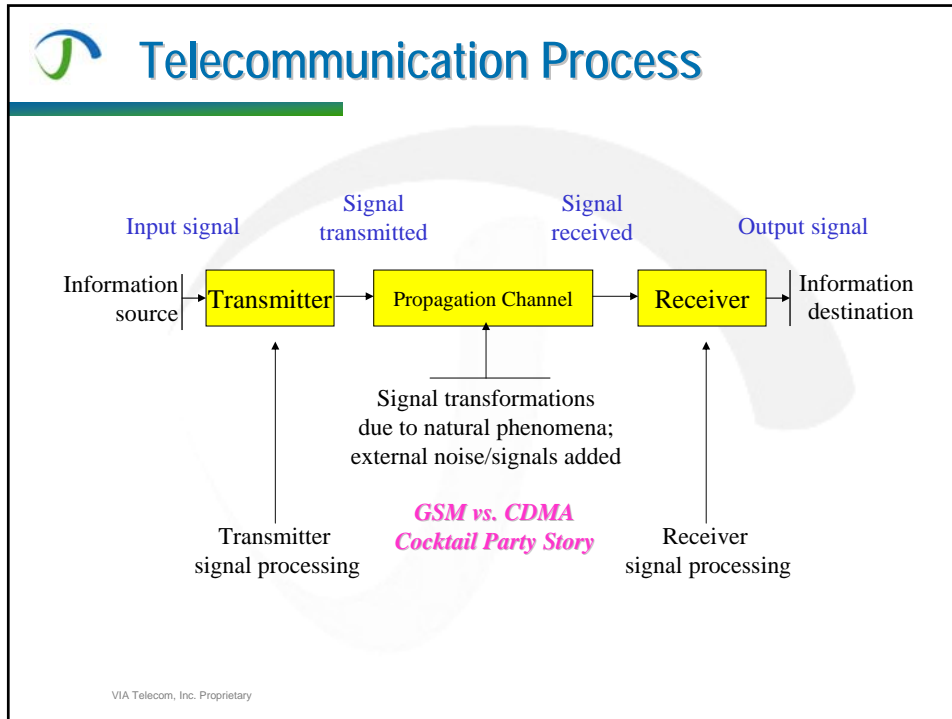 Telecommunication Process
Input signal
Signal
transmitted
Signal
received
Output signal
Information
source
Transmitter
Propagation Channel
Receiver
Information
destination
Signal transformations
due to natural phenomena;
external noise/signals added
GSM vs. CDMA
Cocktail Party Story
Transmitter
signal processing
Receiver
signal processing
VIA Telecom, Inc. Proprietary